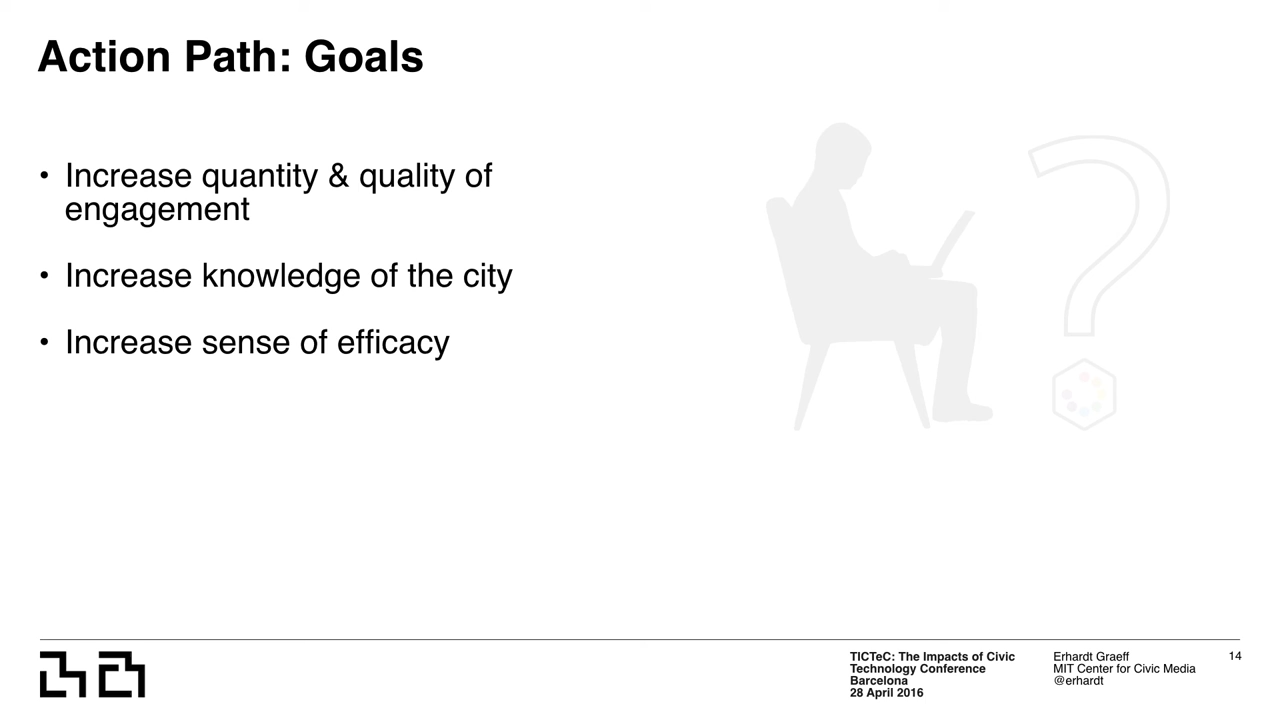 Action Path: Goals
• Increase quantity & quality of
engagement
• Increase knowledge of the city
• Increase sense of efficacy
TICTeC: The Impacts of Civic
Technology Conference
Barcelona
28 April 2016
Erhardt Graeff
MIT Center for Civic Media
@erhardt
14